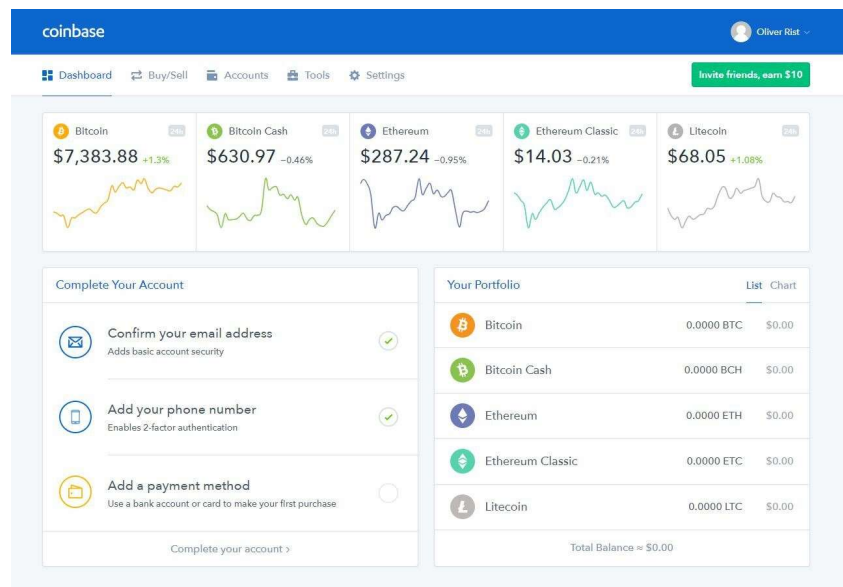 coinbase
Oliver Rist
Dashboard Buy/Sell Accounts Tools Settings
Invite friends, earn $10
Bitcoin 24h
$7,383.88 +1.3%
Bitcoin Cash 24h
$630.97 -0.46%
Ethereum 24h
$287.24 -0.95%
Ethereum Classic 24h
$14.03 -0.21%
Litecoin 24h
$68.05 +1.08%
Complete Your Account
Confirm your email address
Adds basic account security
Add your phone number
Enables 2-factor authentication
Add a payment method
Use a bank account or card to make your first purchase
Complete your account >
Your Portfolio List Chart
Bitcoin 0.0000 BTC $0.00
Bitcoin Cash 0.0000 BCH $0.00
Ethereum 0.0000 ETH $0.00
Ethereum Classic 0.0000 ETC $0.00
Litecoin 0.0000 LTC $0.00
Total Balance ≈ $0.00